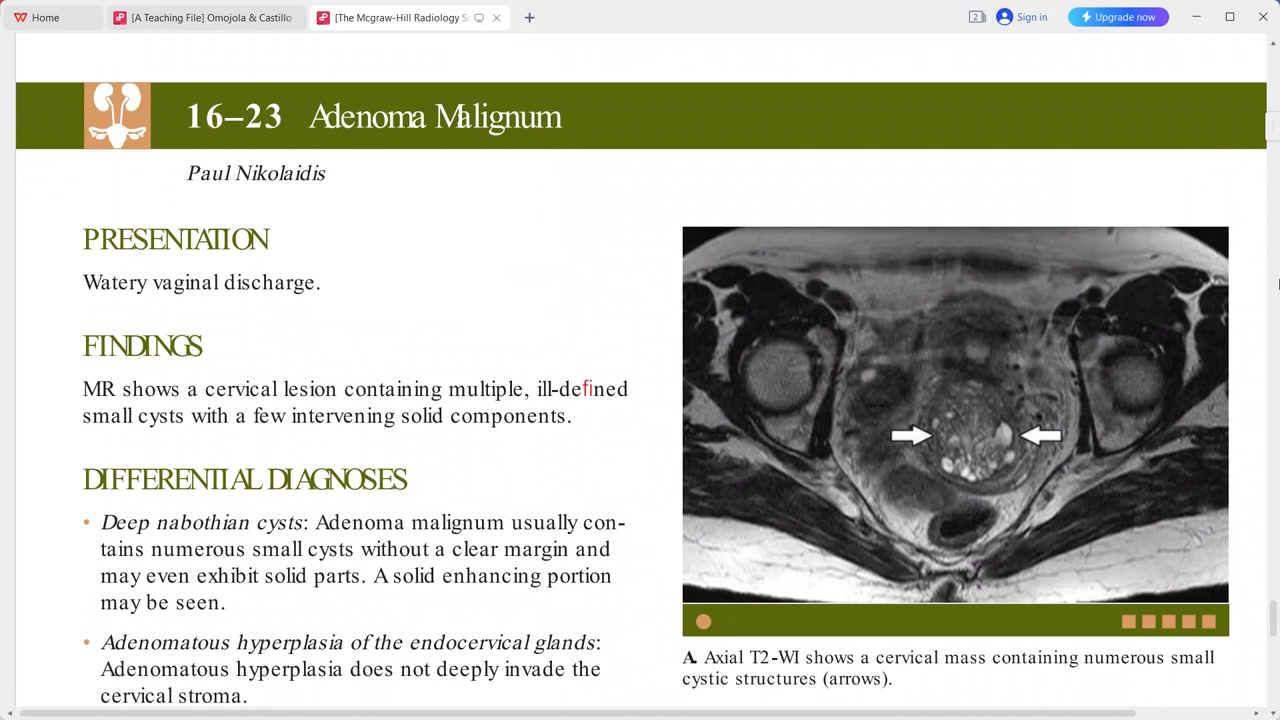 Home
[A Teaching File] Omojola & Castillo
[The Mcgraw-Hill Radiology S
2
Sign in
Upgrade now
16–23 Adenoma Malignum
Paul Nikolaidis
PRESENTATION
Watery vaginal discharge.
FINDINGS
MR shows a cervical lesion containing multiple, ill-defined
small cysts with a few intervening solid components.
DIFFERENTIAL DIAGNOSES
• Deep nabothian cysts: Adenoma malignum usually con-
tains numerous small cysts without a clear margin and
may even exhibit solid parts. A solid enhancing portion
may be seen.
• Adenomatous hyperplasia of the endocervical glands:
Adenomatous hyperplasia does not deeply invade the
cervical stroma.
A. Axial T2-WI shows a cervical mass containing numerous small
cystic structures (arrows).